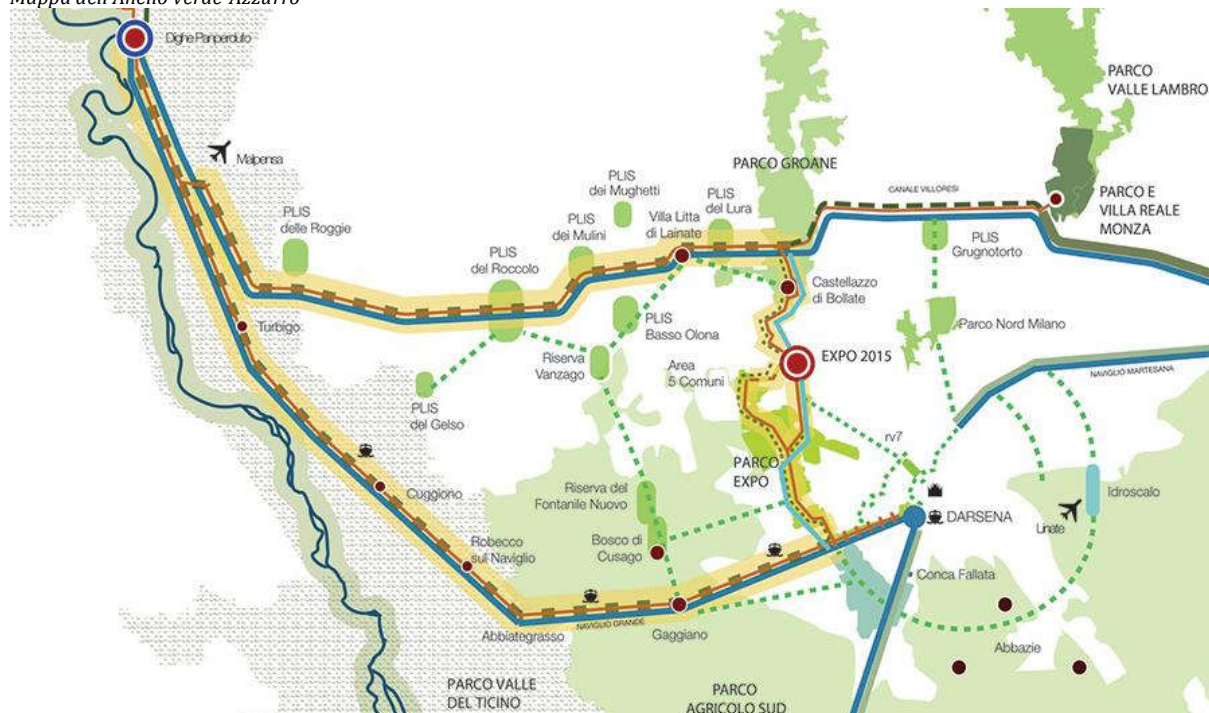 Mappa dell'Anello verde-Azzurro
Dighe Panperduto
PARCO
VALLE LAMBRO
Malpensa
PARCO GROANE
PLIS
dei Mughetti
PLIS
del Lura
CANALE VILLORESI
PARCO E
VILLA REALE
MONZA
PLIS
delle Roggie
PLIS
dei Mulini
Villa Litta
di Lainate
PLIS
Grugnotorto
PLIS
del Roccolo
Castellazzo
di Bollate
Turbigo
PLIS
Basso Olona
Parco Nord Milano
Riserva
Vanzago
Area
5 Comuni
EXPO 2015
NAVIGLIO MARTESANA
PLIS
del Gelso
rv7
PARCO
EXPO
Cuggiono
Riserva del
Fontanile Nuovo
Idroscalo
DARSENA
Linate
Robecco
sul Naviglio
Bosco di
Cusago
Conca Fallata
NAVIGLIO GRANDE
Abbiategrasso
Gaggiano
Abbazie
PARCO VALLE
DEL TICINO
PARCO
AGRICOLO SUD